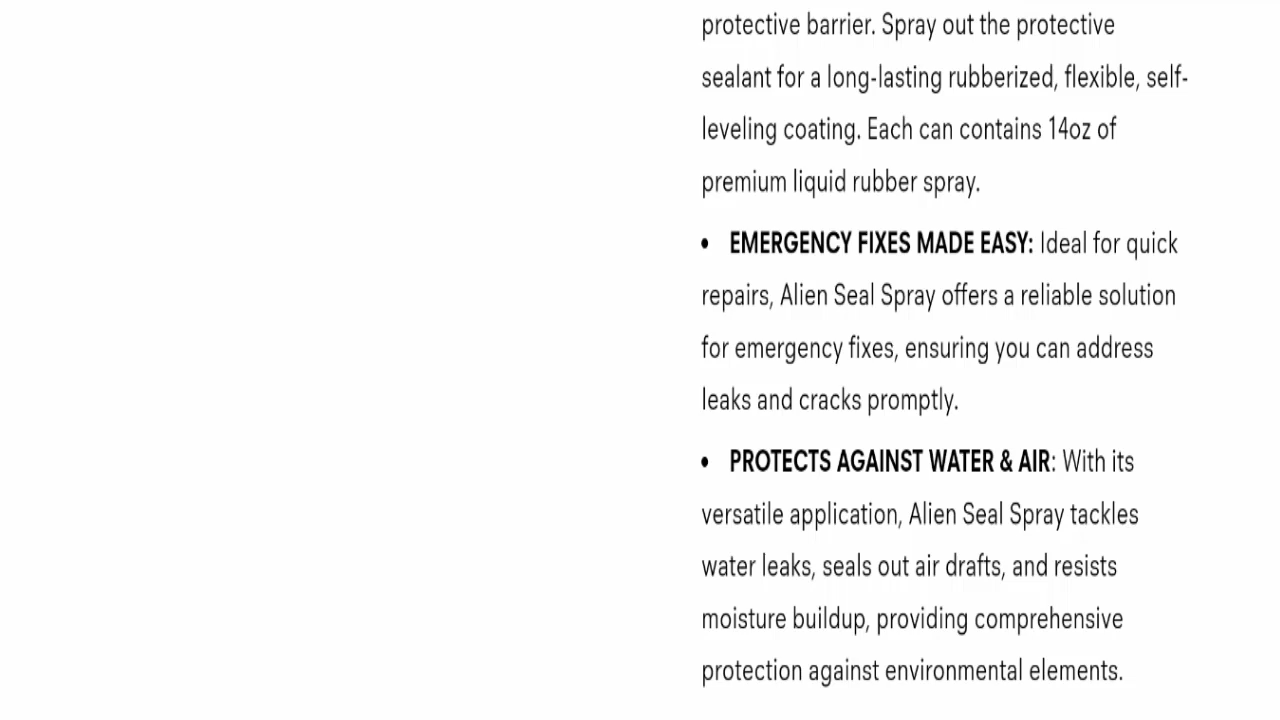 protective barrier. Spray out the protective
sealant for a long-lasting rubberized, flexible, self-
leveling coating. Each can contains 14oz of
premium liquid rubber spray.
• EMERGENCY FIXES MADE EASY: Ideal for quick
repairs, Alien Seal Spray offers a reliable solution
for emergency fixes, ensuring you can address
leaks and cracks promptly.
• PROTECTS AGAINST WATER & AIR: With its
versatile application, Alien Seal Spray tackles
water leaks, seals out air drafts, and resists
moisture buildup, providing comprehensive
protection against environmental elements.